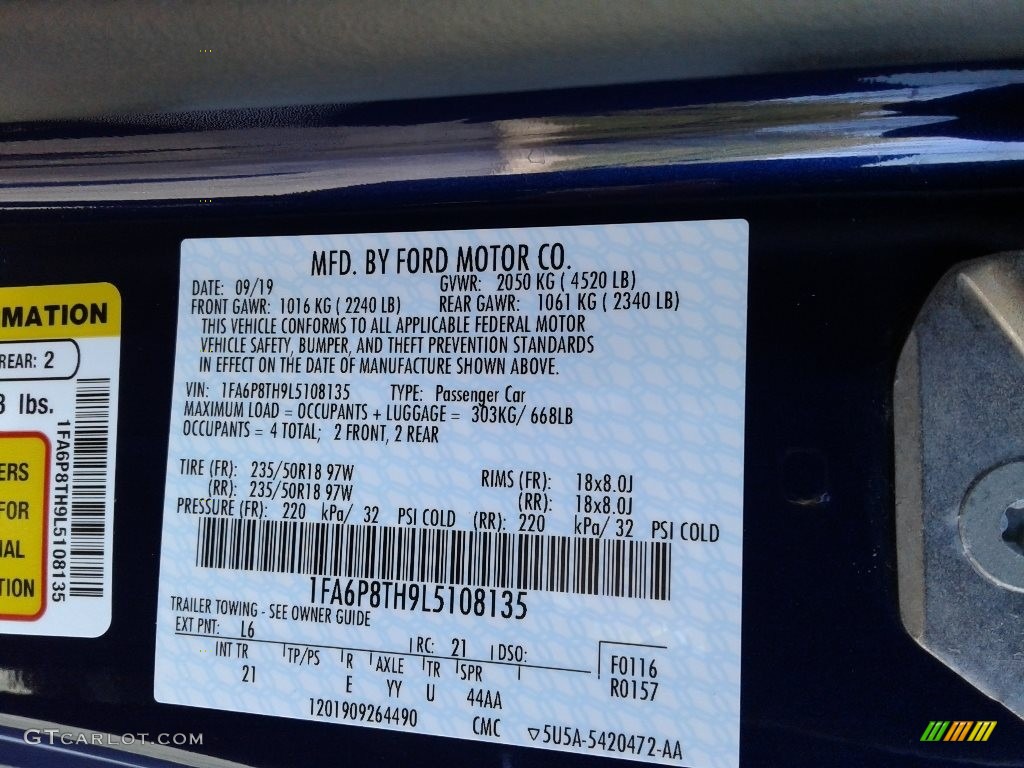 MFD. BY FORD MOTOR CO.
DATE: 09/19 GVWR: 2050 KG ( 4520 LB)
FRONT GAWR: 1016 KG ( 2240 LB) REAR GAWR: 1061 KG ( 2340 LB)
THIS VEHICLE CONFORMS TO ALL APPLICABLE FEDERAL MOTOR
VEHICLE SAFETY, BUMPER, AND THEFT PREVENTION STANDARDS
IN EFFECT ON THE DATE OF MANUFACTURE SHOWN ABOVE.
VIN: 1FA6P8TH9L5108135 TYPE: Passenger Car
MAXIMUM LOAD = OCCUPANTS + LUGGAGE = 303KG/ 668LB
OCCUPANTS = 4 TOTAL; 2 FRONT, 2 REAR
TIRE (FR): 235/50R18 97W RIMS (FR): 18x8.0J
(RR): 235/50R18 97W (RR): 18x8.0J
PRESSURE (FR): 220 kPa/ 32 PSI COLD (RR): 220 kPa/ 32 PSI COLD
1FA6P8TH9L5108135
TRAILER TOWING - SEE OWNER GUIDE
EXT PNT: L6 RC: 21 DSO:
INT TR TP/PS R AXLE TR SPR F0116
21 E YY U 44AA R0157
1201909264490 CMC ▽5U5A-5420472-AA
MATION
REAR: 2
lbs.
1FA6P8TH9L5108135
ERS
FOR
IAL
TION
GTCarLot.com